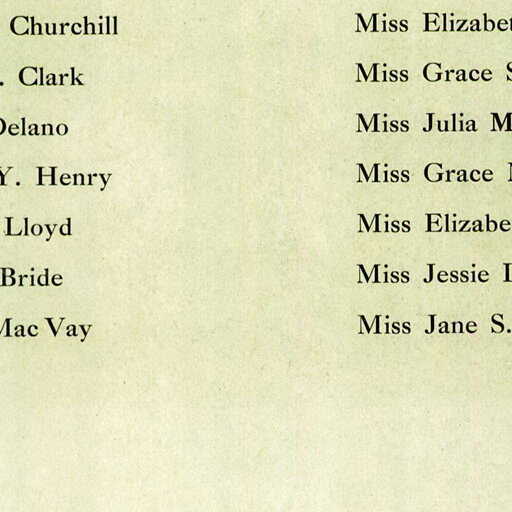 Churchill
. Clark
Delano
Y. Henry
Lloyd
Bride
Mac Vay
Miss Elizabet
Miss Grace S
Miss Julia M
Miss Grace
Miss Elizabe
Miss Jessie
Miss Jane S.